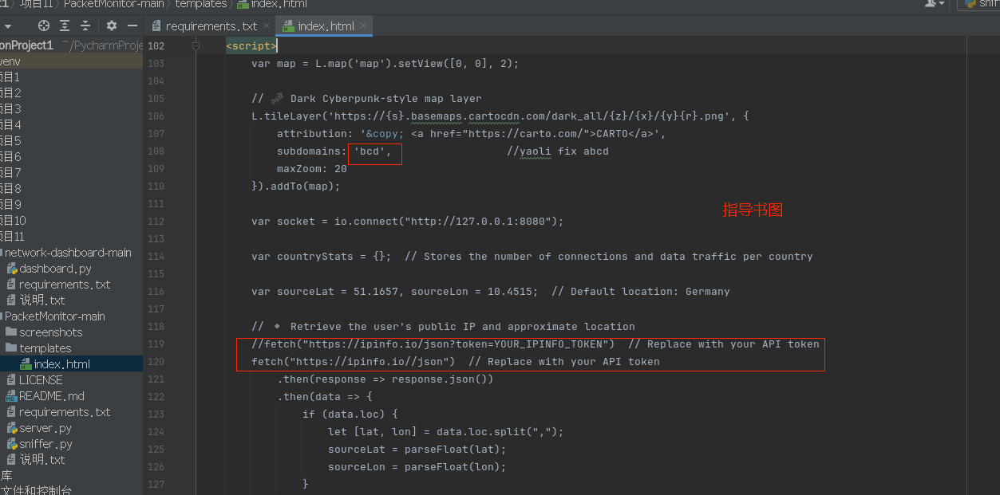 项目11 〉 PacketMonitor-main 〉 templates 〉 index.html
requirements.txt × index.html ×
onProject1 ~/PycharmProje
venv
项目1
项目2
项目3
项目4
项目5
项目6
项目7
项目8
项目9
项目10
项目11
network-dashboard-main
dashboard.py
requirements.txt
说明.txt
PacketMonitor-main
screenshots
templates
index.html
LICENSE
README.md
requirements.txt
server.py
sniffer.py
说明.txt
库
文件和控制台
102 <script>
103 var map = L.map('map').setView([0, 0], 2);
104
105 // Dark Cyberpunk-style map layer
106 L.tileLayer('https://{s}.basemaps.cartocdn.com/dark_all/{z}/{x}/{y}{r}.png', {
107 attribution: '&copy; <a href="https://carto.com/">CARTO</a>',
108 subdomains: 'bcd', //yaoli fix abcd
109 maxZoom: 20
110 }).addTo(map);
111
112 var socket = io.connect("http://127.0.0.1:8080");
113
114 var countryStats = {}; // Stores the number of connections and data traffic per country
115
116 var sourceLat = 51.1657, sourceLon = 10.4515; // Default location: Germany
117
118 // 🔹 Retrieve the user's public IP and approximate location
119 //fetch("https://ipinfo.io/json?token=YOUR_IPINFO_TOKEN") // Replace with your API token
120 fetch("https://ipinfo.io//json") // Replace with your API token
121 .then(response => response.json())
122 .then(data => {
123 if (data.loc) {
124 let [lat, lon] = data.loc.split(",");
125 sourceLat = parseFloat(lat);
126 sourceLon = parseFloat(lon);
127 }
指导书图